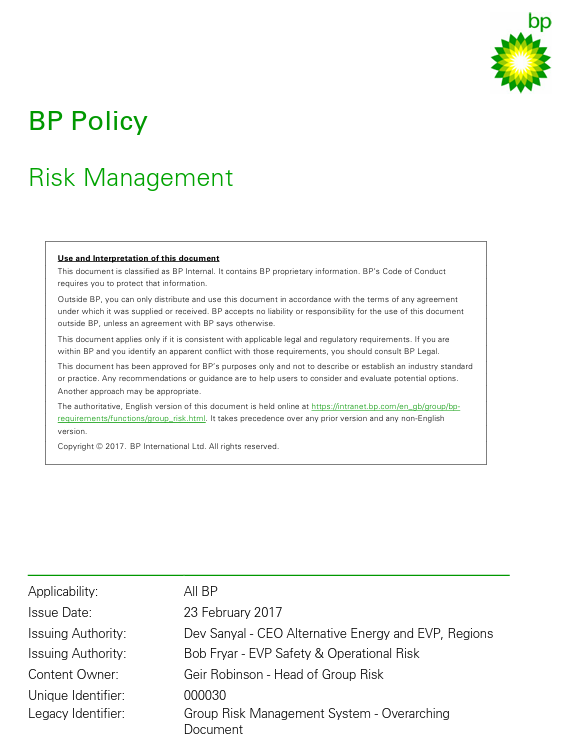 bp
BP Policy
Risk Management
Use and Interpretation of this document
This document is classified as BP Internal. It contains BP proprietary information. BP's Code of Conduct
requires you to protect that information.
Outside BP, you can only distribute and use this document in accordance with the terms of any agreement
under which it was supplied or received. BP accepts no liability or responsibility for the use of this document
outside BP, unless an agreement with BP says otherwise.
This document applies only if it is consistent with applicable legal and regulatory requirements. If you are
within BP and you identify an apparent conflict with those requirements, you should consult BP Legal.
This document has been approved for BP's purposes only and not to describe or establish an industry standard
or practice. Any recommendations or guidance are to help users to consider and evaluate potential options.
Another approach may be appropriate.
The authoritative, English version of this document is held online at https://intranet.bp.com/en_gb/group/bp-
requirements/functions/group_risk.html. It takes precedence over any prior version and any non-English
version.
Copyright © 2017. BP International Ltd. All rights reserved.
Applicability: All BP
Issue Date: 23 February 2017
Issuing Authority: Dev Sanyal - CEO Alternative Energy and EVP, Regions
Issuing Authority: Bob Fryar - EVP Safety & Operational Risk
Content Owner: Geir Robinson - Head of Group Risk
Unique Identifier: 000030
Legacy Identifier: Group Risk Management System - Overarching
Document